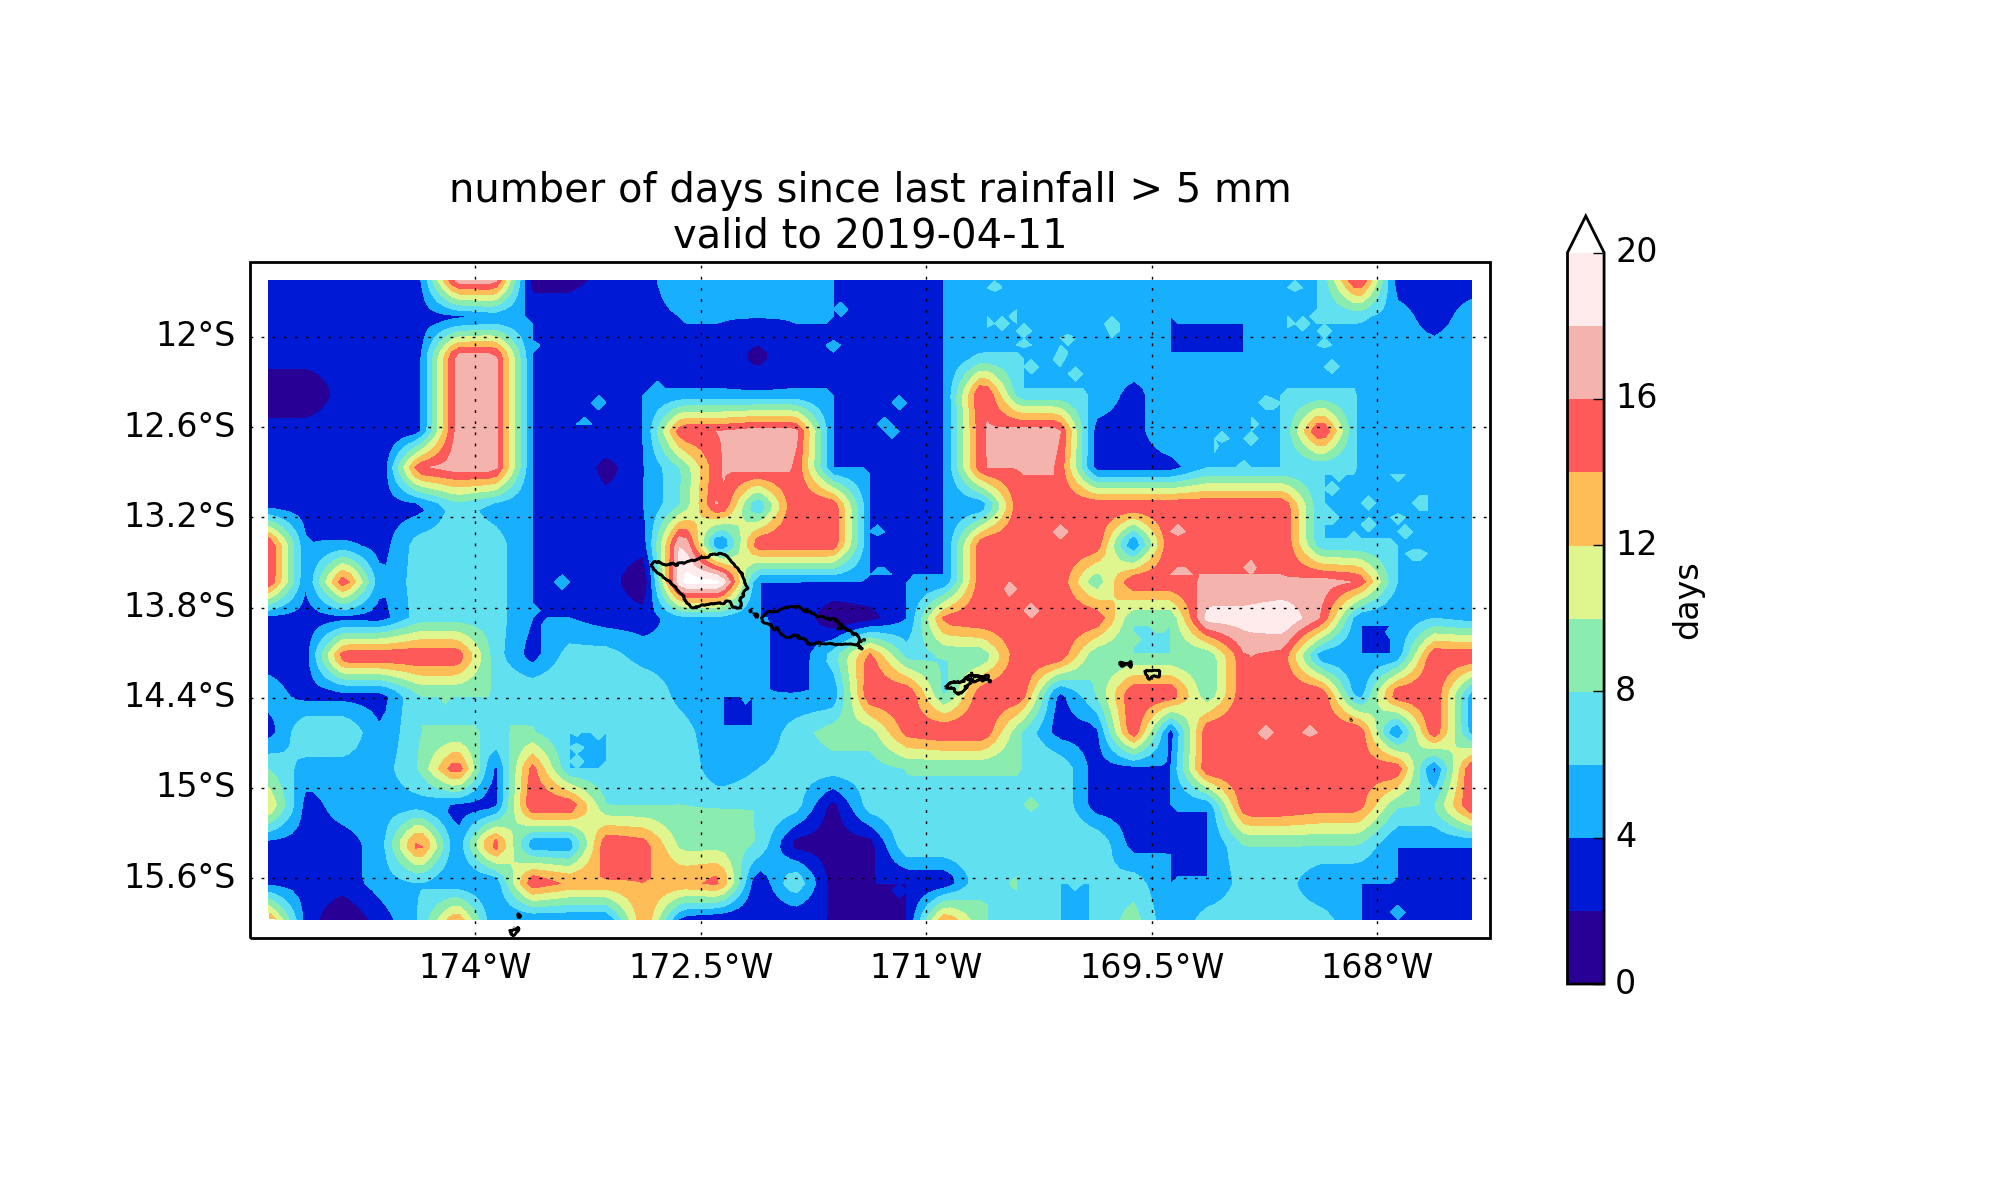 number of days since last rainfall > 5 mm
valid to 2019-04-11
12°S
12.6°S
13.2°S
13.8°S
14.4°S
15°S
15.6°S
174°W
172.5°W
171°W
169.5°W
168°W
20
16
12
8
4
0
days